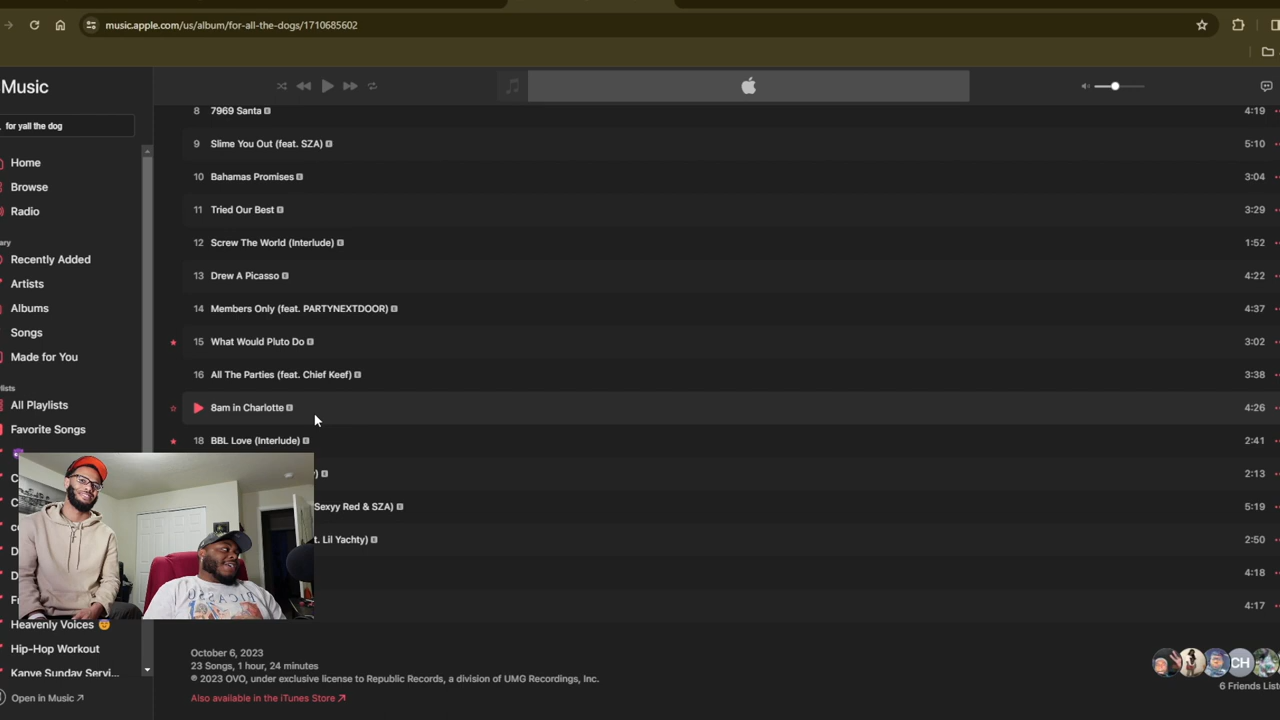 music.apple.com/us/album/for-all-the-dogs/1710685602
Music
for yall the dog
Home
Browse
Radio
Recently Added
Artists
Albums
Songs
Made for You
All Playlists
Favorite Songs
Heavenly Voices 😇
Hip-Hop Workout
Kanye Sunday Servi...
Open in Music ↗
8 7969 Santa E 4:19
9 Slime You Out (feat. SZA) E 5:10
10 Bahamas Promises E 3:04
11 Tried Our Best E 3:29
12 Screw The World (Interlude) E 1:52
13 Drew A Picasso E 4:22
14 Members Only (feat. PARTYNEXTDOOR) E 4:37
15 What Would Pluto Do E 3:02
16 All The Parties (feat. Chief Keef) E 3:38
8am in Charlotte E 4:26
18 BBL Love (Interlude) E 2:41
) E 2:13
Sexyy Red & SZA) E 5:19
t. Lil Yachty) E 2:50
4:18
4:17
October 6, 2023
23 Songs, 1 hour, 24 minutes
℗ 2023 OVO, under exclusive license to Republic Records, a division of UMG Recordings, Inc.
Also available in the iTunes Store ↗
CH
6 Friends List